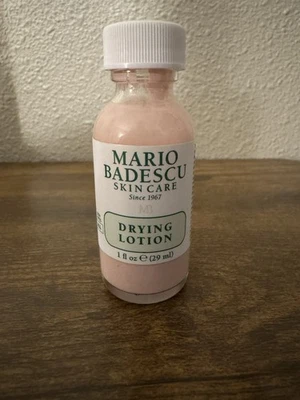 MARIO
BADESCU
SKIN CARE
Since 1967
DRYING
LOTION
1 fl oz ℮ (29 ml)